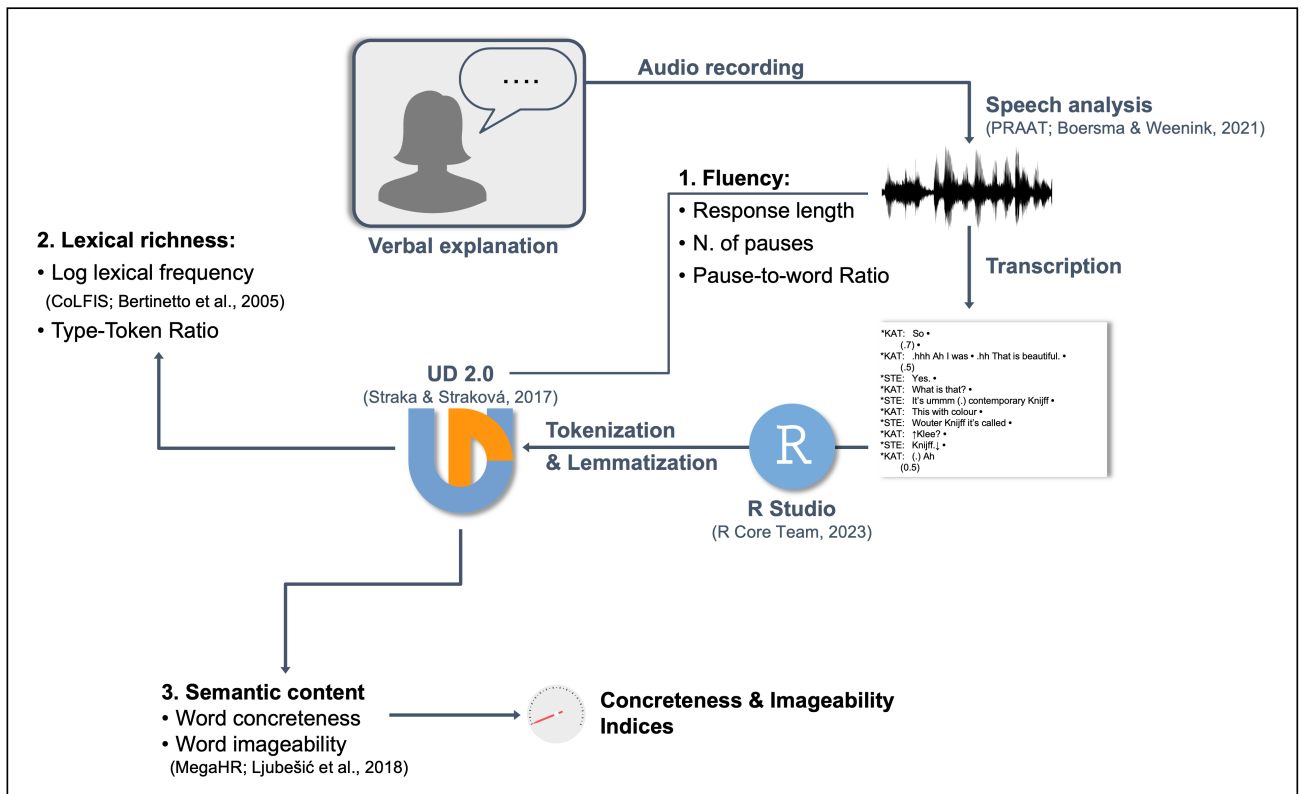 ....
Audio recording
Speech analysis
(PRAAT; Boersma & Weenink, 2021)
Verbal explanation
1. Fluency:
• Response length
• N. of pauses
• Pause-to-word Ratio
Transcription
2. Lexical richness:
• Log lexical frequency
(CoLFIS; Bertinetto et al., 2005)
• Type-Token Ratio
*KAT: So •
(.7) •
*KAT: .hhh Ah I was • .hh That is beautiful. •
(.5)
*STE: Yes. •
*KAT: What is that? •
*STE: It's ummm (.) contemporary Knijff •
*KAT: This with colour •
*STE: Wouter Knijff it's called •
*KAT: ↑Klee? •
*STE: Knijff.↓ •
*KAT: (.) Ah
(0.5)
UD 2.0
(Straka & Straková, 2017)
Tokenization
& Lemmatization
R
R Studio
(R Core Team, 2023)
3. Semantic content
• Word concreteness
• Word imageability
(MegaHR; Ljubešić et al., 2018)
Concreteness & Imageability
Indices